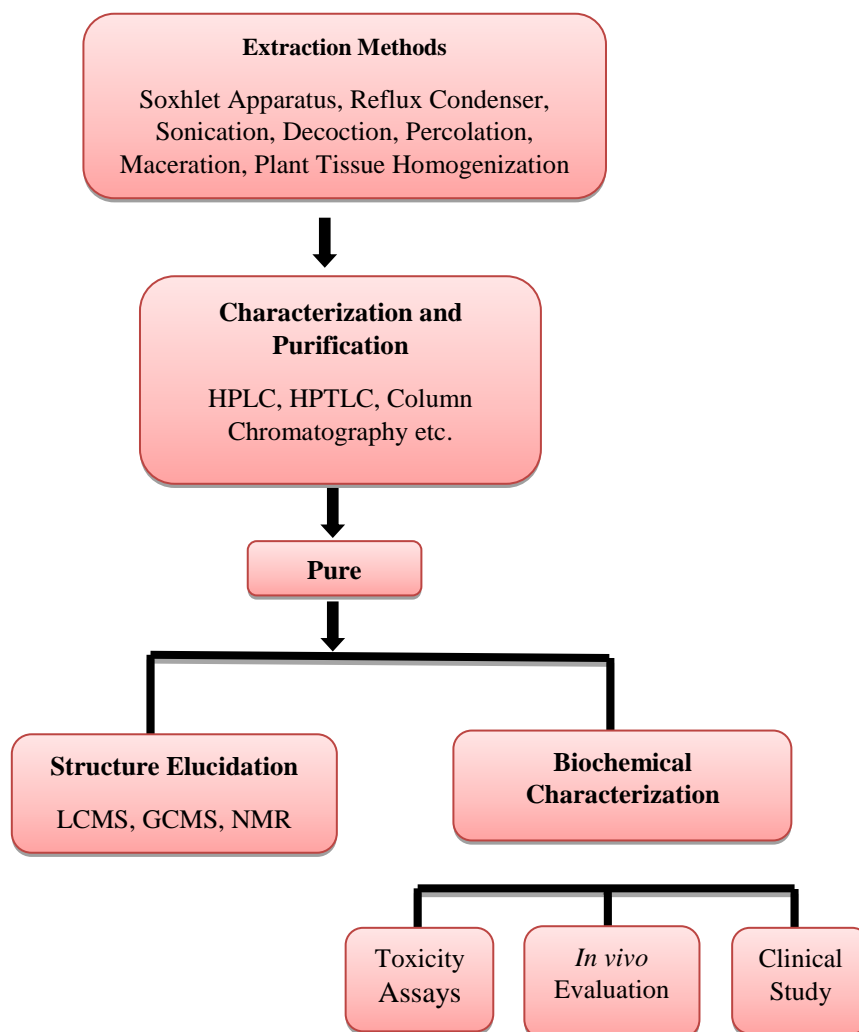 Extraction Methods
Soxhlet Apparatus, Reflux Condenser,
Sonication, Decoction, Percolation,
Maceration, Plant Tissue Homogenization
Characterization and
Purification
HPLC, HPTLC, Column
Chromatography etc.
Pure
Structure Elucidation
LCMS, GCMS, NMR
Biochemical
Characterization
Toxicity
Assays
In vivo
Evaluation
Clinical
Study